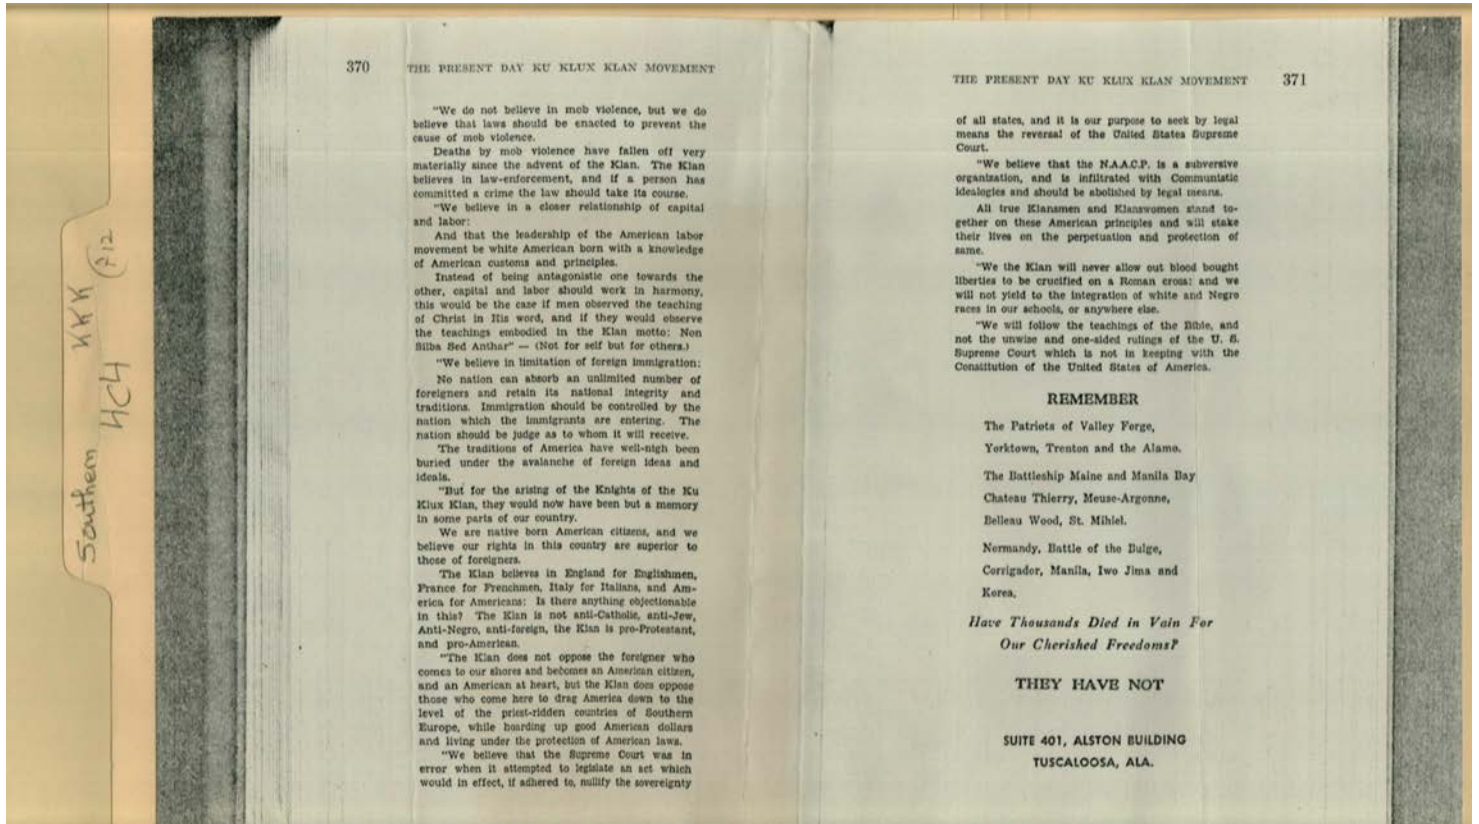 Southern KKK
4C4
P12
370 THE PRESENT DAY KU KLUX KLAN MOVEMENT
"We do not believe in mob violence, but we do
believe that laws should be enacted to prevent the
cause of mob violence.
Deaths by mob violence have fallen off very
materially since the advent of the Klan. The Klan
believes in law-enforcement, and if a person has
committed a crime the law should take its course.
"We believe in a closer relationship of capital
and labor:
And that the leadership of the American labor
movement be white American born with a knowledge
of American customs and principles.
Instead of being antagonistic one towards the
other, capital and labor should work in harmony,
this would be the case if men observed the teaching
of Christ in His word, and if they would observe
the teachings embodied in the Klan motto: Non
Silba Sed Anthar" — (Not for self but for others.)
"We believe in limitation of foreign immigration:
No nation can absorb an unlimited number of
foreigners and retain its national integrity and
traditions. Immigration should be controlled by the
nation which the immigrants are entering. The
nation should be judge as to whom it will receive.
The traditions of America have well-nigh been
buried under the avalanche of foreign ideas and
ideals.
"But for the arising of the Knights of the Ku
Klux Klan, they would now have been but a memory
in some parts of our country.
We are native born American citizens, and we
believe our rights in this country are superior to
those of foreigners.
The Klan believes in England for Englishmen,
France for Frenchmen, Italy for Italians, and Am-
erica for Americans: Is there anything objectionable
in this? The Klan is not anti-Catholic, anti-Jew,
Anti-Negro, anti-foreign, the Klan is pro-Protestant,
and pro-American.
"The Klan does not oppose the foreigner who
comes to our shores and becomes an American citizen,
and an American at heart, but the Klan does oppose
those who come here to drag America down to the
level of the priest-ridden countries of Southern
Europe, while hoarding up good American dollars
and living under the protection of American laws.
"We believe that the Supreme Court was in
error when it attempted to legislate an act which
would in effect, if adhered to, nullify the sovereignty
THE PRESENT DAY KU KLUX KLAN MOVEMENT 371
of all states, and it is our purpose to seek by legal
means the reversal of the United States Supreme
Court.
"We believe that the N.A.A.C.P. is a subversive
organization, and is infiltrated with Communistic
Idealogies and should be abolished by legal means.
All true Klansmen and Klanswomen stand to-
gether on these American principles and will stake
their lives on the perpetuation and protection of
same.
"We the Klan will never allow out blood bought
liberties to be crucified on a Roman cross; and we
will not yield to the integration of white and Negro
races in our schools, or anywhere else.
"We will follow the teachings of the Bible, and
not the unwise and one-sided rulings of the U. S.
Supreme Court which is not in keeping with the
Constitution of the United States of America.
REMEMBER
The Patriots of Valley Forge,
Yorktown, Trenton and the Alamo.
The Battleship Maine and Manila Bay
Chateau Thierry, Meuse-Argonne,
Belleau Wood, St. Mihiel.
Normandy, Battle of the Bulge,
Corrigador, Manila, Iwo Jima and
Korea,
Have Thousands Died in Vain For
Our Cherished Freedoms?
THEY HAVE NOT
SUITE 401, ALSTON BUILDING
TUSCALOOSA, ALA.